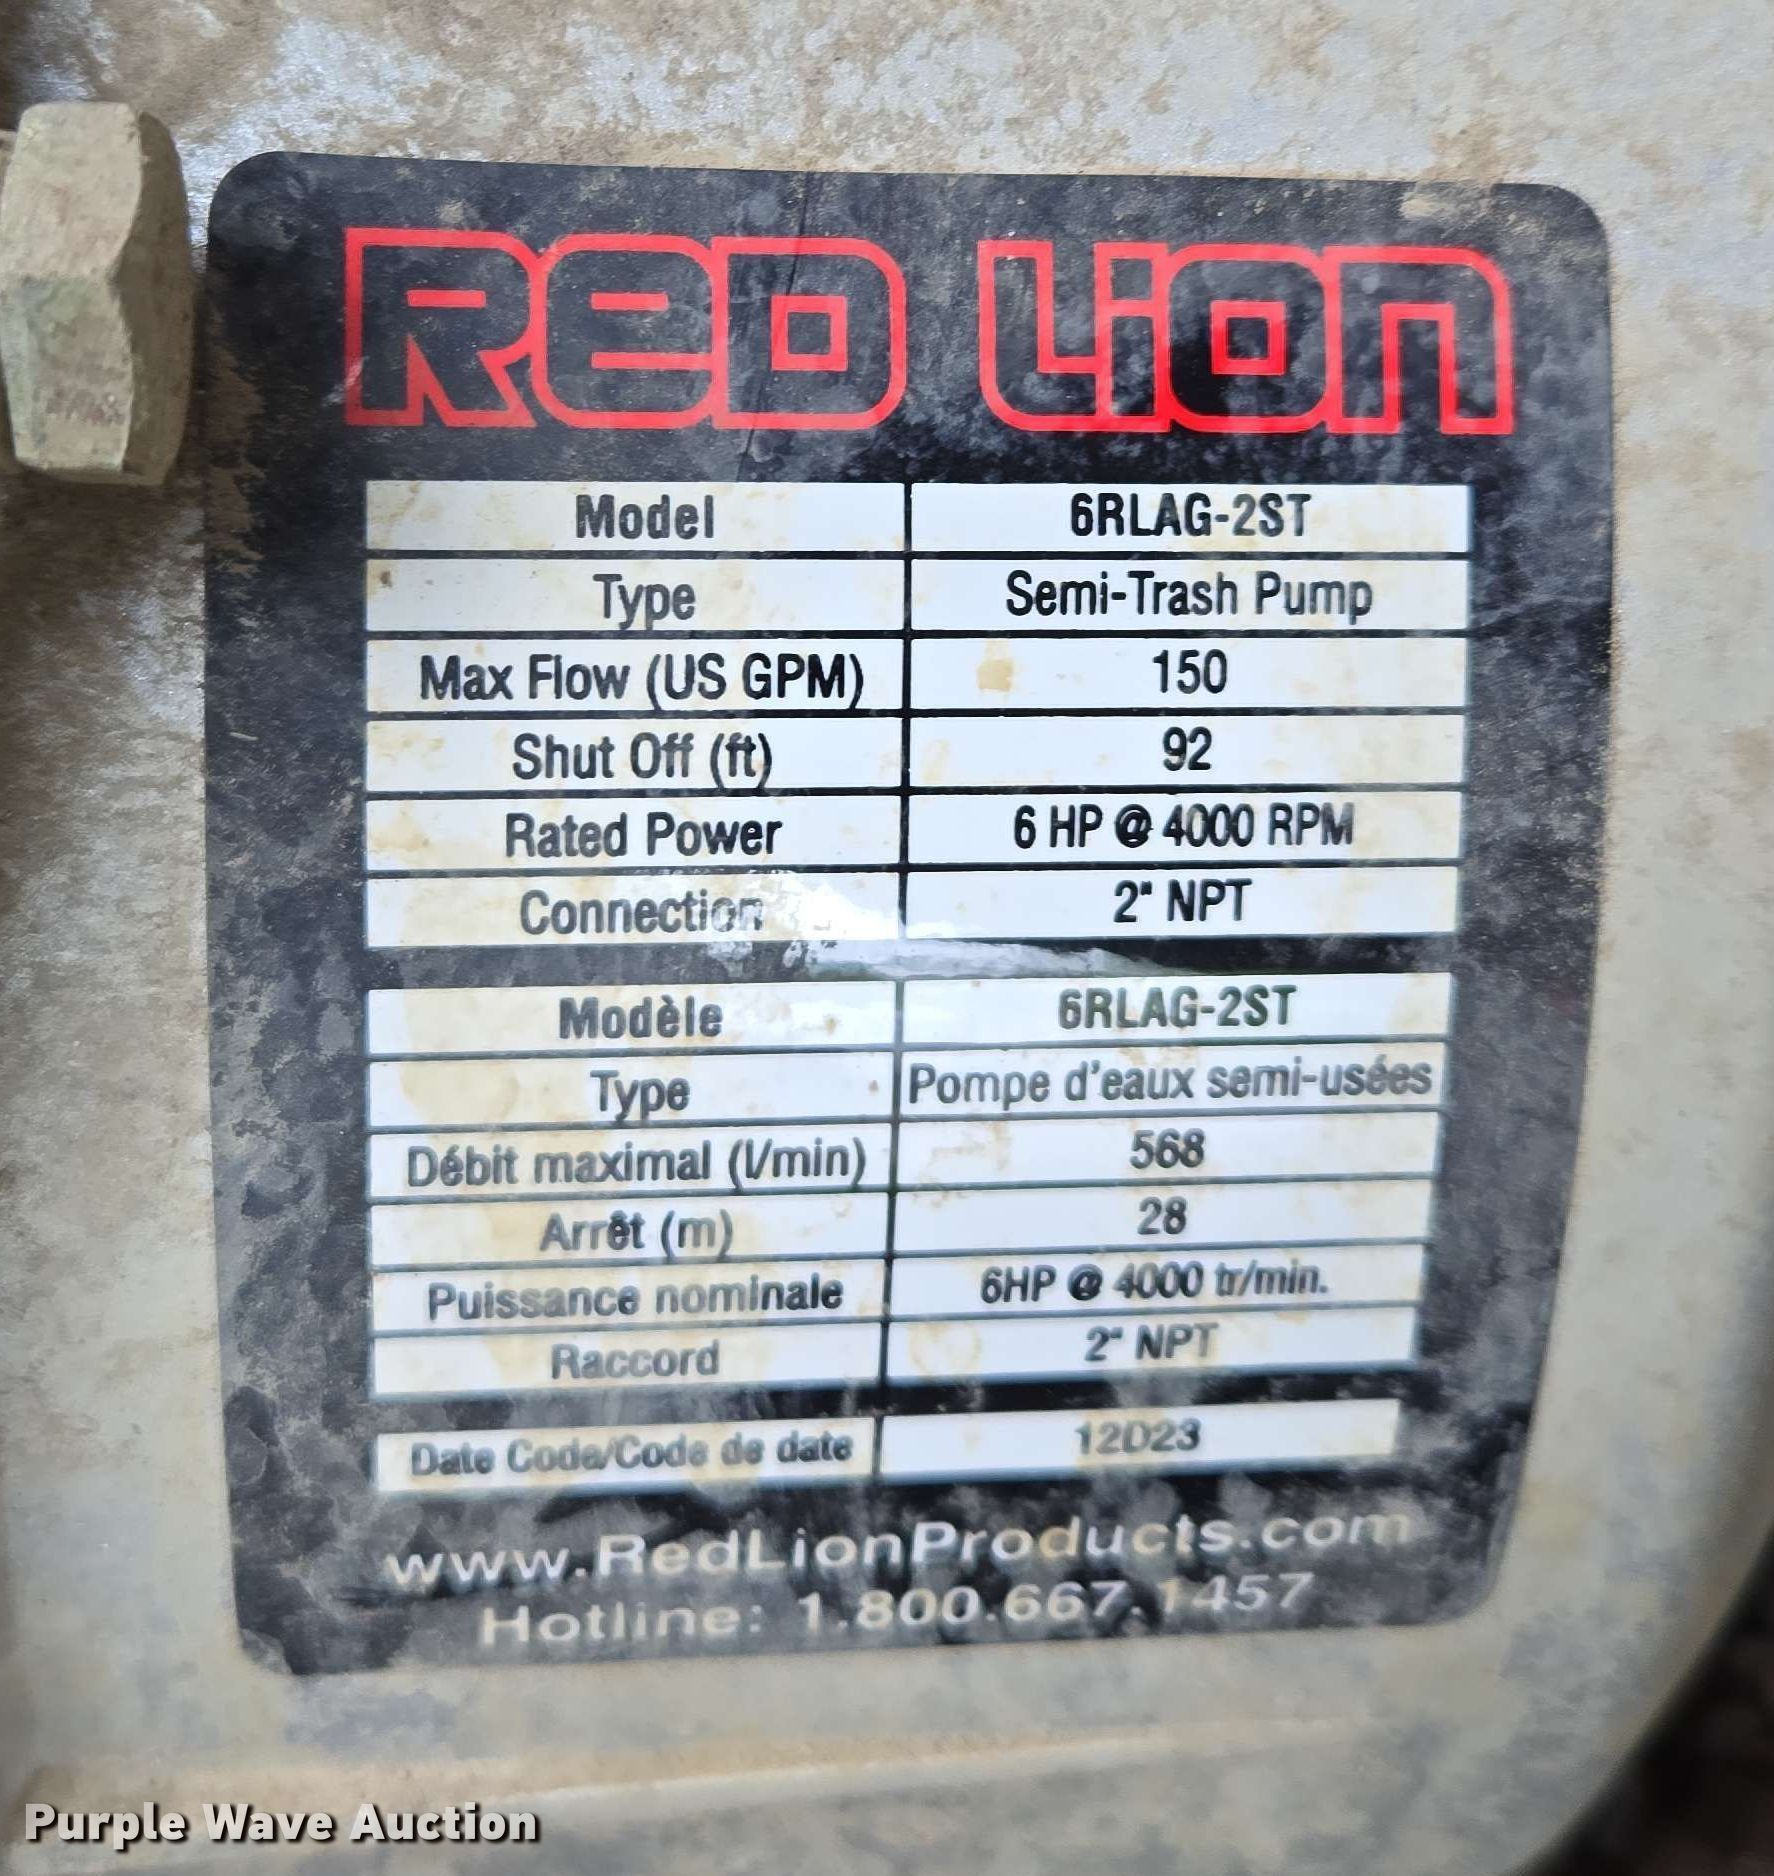 RED LION
Model 6RLAG-2ST
Type Semi-Trash Pump
Max Flow (US GPM) 150
Shut Off (ft) 92
Rated Power 6 HP @ 4000 RPM
Connection 2" NPT
Modèle 6RLAG-2ST
Type Pompe d'eaux semi-usées
Débit maximal (l/min) 568
Arrêt (m) 28
Puissance nominale 6HP @ 4000 tr/min.
Raccord 2" NPT
Date Code/Code de date 12D23
www.RedLionProducts.com
Hotline: 1.800.667.1457
Purple Wave Auction